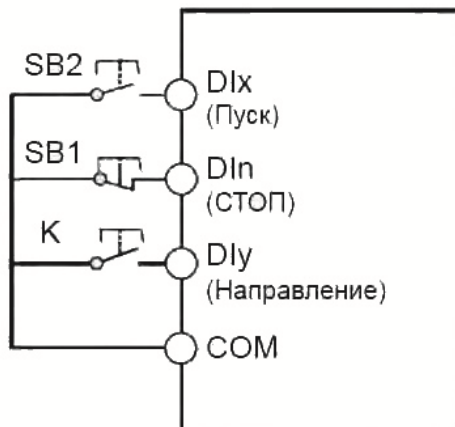 SB2
DIx
(Пуск)
SB1
DIn
(СТОП)
K
DIy
(Направление)
COM